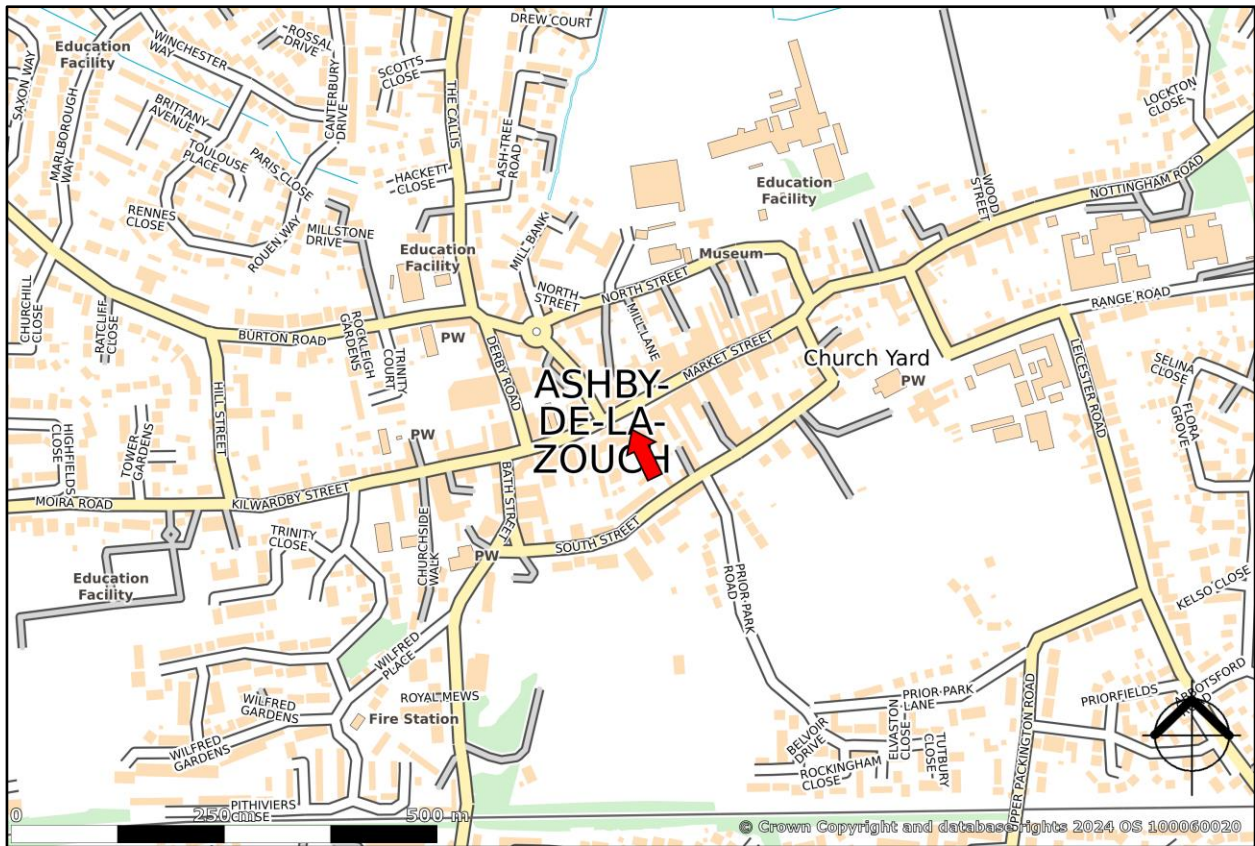 DREW COURT
SAXON WAY
Education
Facility
WINCHESTER
WAY
ROSSAL
DRIVE
CANTERBURY
DRIVE
SCOTTS
CLOSE
THE CALLIS
MARLBOROUGH
WAY
BRITTANY
AVENUE
TOULOUSE
PLACE
PARIS CLOSE
ASH-TREE
ROAD
HACKETT
CLOSE
LOCKTON
CLOSE
NOTTINGHAM ROAD
WOOD
STREET
Education
Facility
RENNES
CLOSE
ROUEN WAY
MILLSTONE
DRIVE
Education
Facility
MILL BANK
Museum
NORTH
STREET
NORTH STREET
MILL LANE
RANGE ROAD
CHURCHILL
CLOSE
RATCLIFF
CLOSE
BURTON ROAD
ROCKLEIGH
GARDENS
TRINITY
COURT
PW
DERBY ROAD
MARKET STREET
Church Yard
PW
LEICESTER ROAD
SELINA
CLOSE
FLORA
GROVE
HILL STREET
ASHBY-
DE-LA-
ZOUCH
HIGHFIELDS
CLOSE
TOWER
GARDENS
PW
MOIRA ROAD
KILWARDBY STREET
BATH STREET
SOUTH STREET
PW
TRINITY
CLOSE
CHURCHSIDE
WALK
PRIOR PARK
ROAD
Education
Facility
KELSO CLOSE
WILFRED
PLACE
ROYAL MEWS
WILFRED
GARDENS
Fire Station
WILFRED
GARDENS
PRIOR PARK
LANE
PRIORFIELDS
ABBOTSFORD
ROAD
BELVOIR
DRIVE
ROCKINGHAM
CLOSE
ELVASTON
CLOSE
TUTBURY
CLOSE
UPPER PACKINGTON ROAD
PITHIVIERS
CLOSE
0 250 m 500 m
© Crown Copyright and database rights 2024 OS 100060020